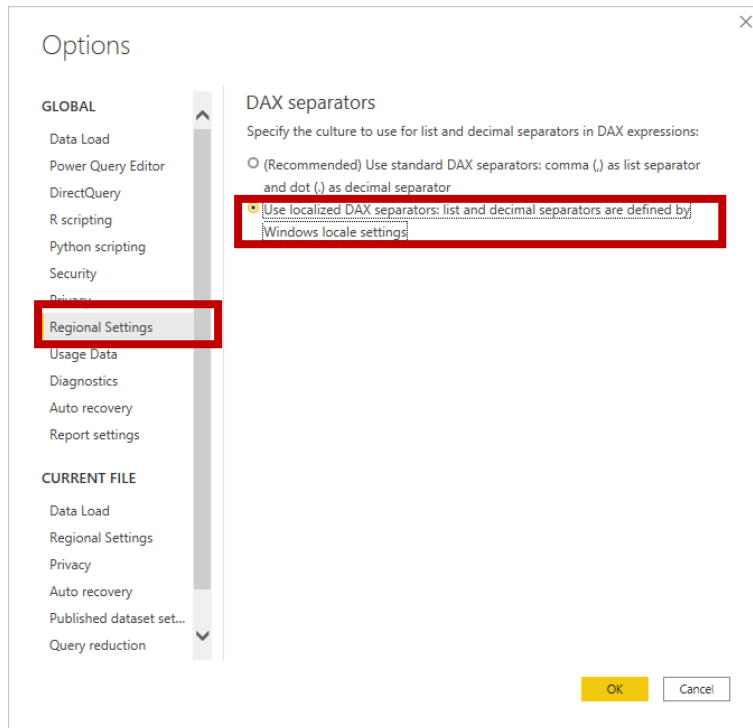 Options
GLOBAL
Data Load
Power Query Editor
DirectQuery
R scripting
Python scripting
Security
Privacy
Regional Settings
Usage Data
Diagnostics
Auto recovery
Report settings
CURRENT FILE
Data Load
Regional Settings
Privacy
Auto recovery
Published dataset set...
Query reduction
DAX separators
Specify the culture to use for list and decimal separators in DAX expressions:
(Recommended) Use standard DAX separators: comma (,) as list separator
and dot (.) as decimal separator
Use localized DAX separators: list and decimal separators are defined by
Windows locale settings
OK
Cancel